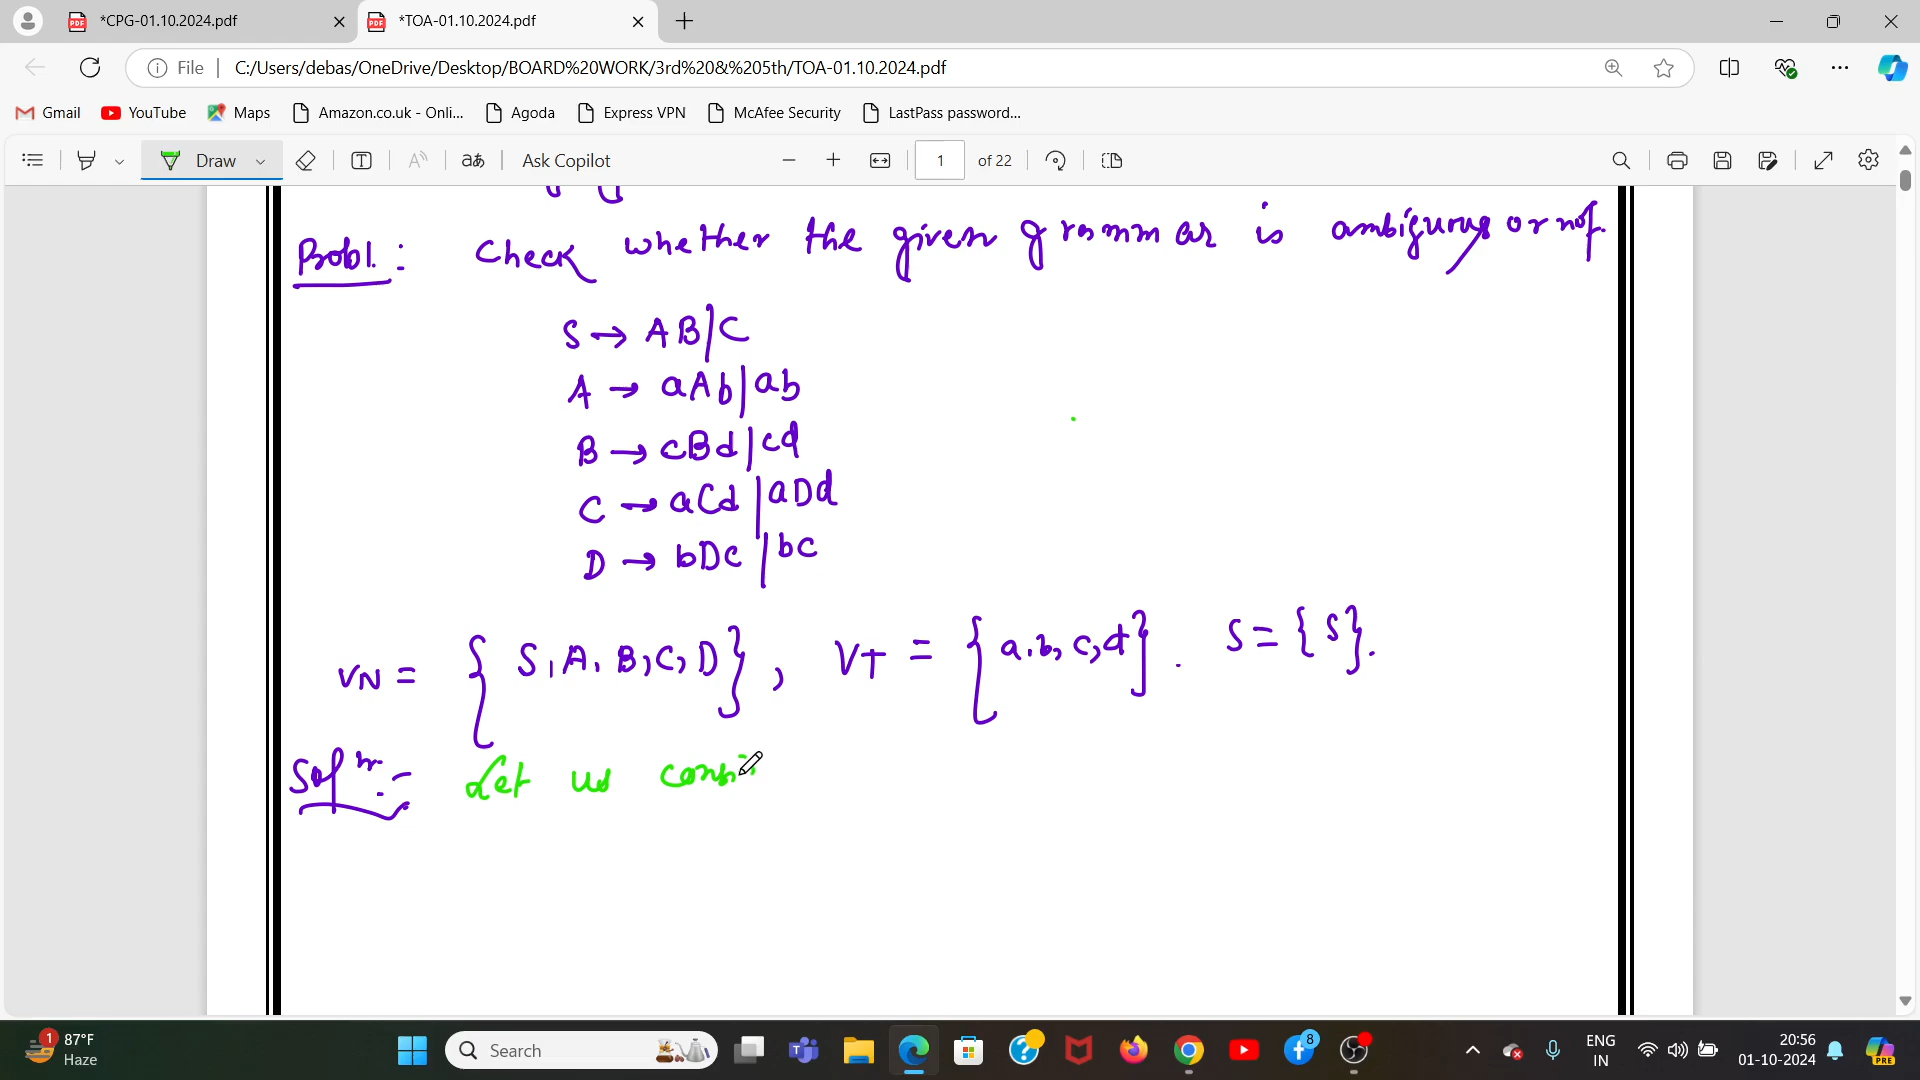 *CPG-01.10.2024.pdf *TOA-01.10.2024.pdf
File C:/Users/debas/OneDrive/Desktop/BOARD%20WORK/3rd%20&%205th/TOA-01.10.2024.pdf
Gmail YouTube Maps Amazon.co.uk - Onli... Agoda Express VPN McAfee Security LastPass password...
Draw Ask Copilot 1 of 22
Prob1. : Check whether the given grammar is ambiguous or not.
S → AB|C
A → aAb|ab
B → cBd|cd
C → aCd|aDd
D → bDc|bc
VN = { S, A, B, C, D}, VT = { a, b, c, d}. S = {S}.
Solⁿ:- Let us consi
87°F Search ENG 20:56
Haze IN 01-10-2024